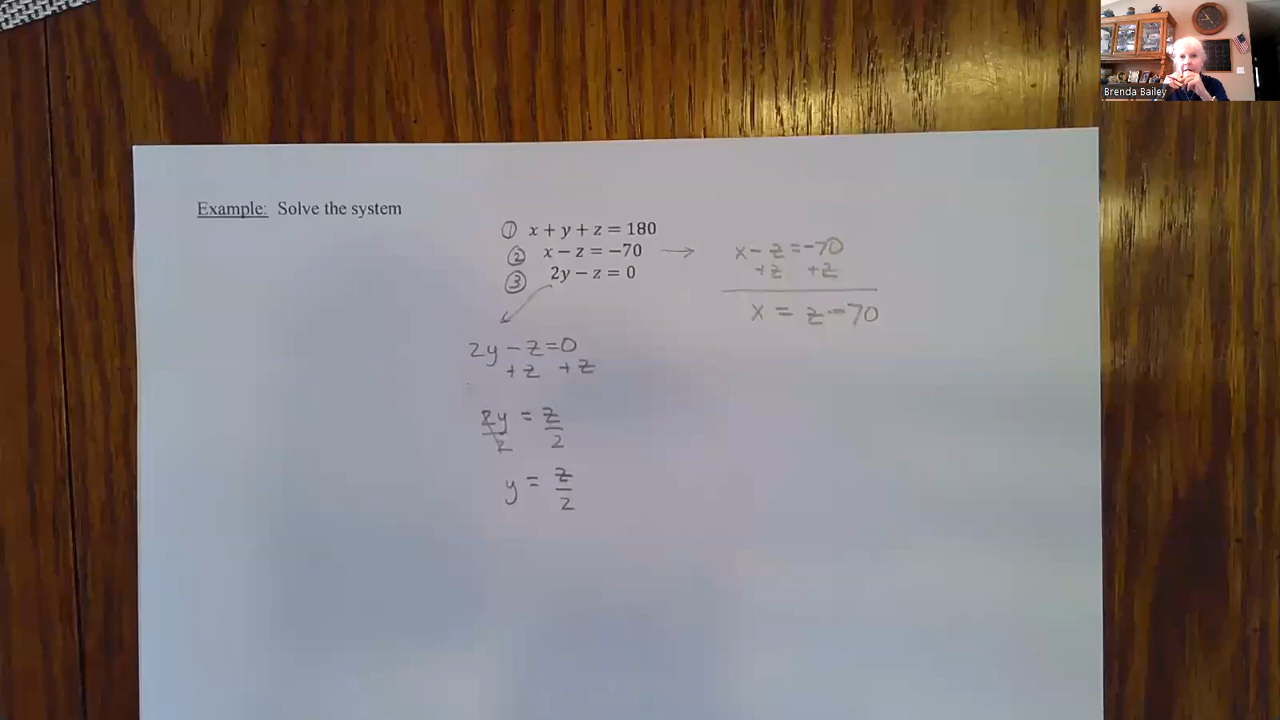 Brenda Bailey
Example: Solve the system
① x + y + z = 180
② x − z = −70 →
③ 2y − z = 0
x − z = −70
+z +z
x = z − 70
2y − z = 0
+z +z
2y/2 = z/2
y = z/2